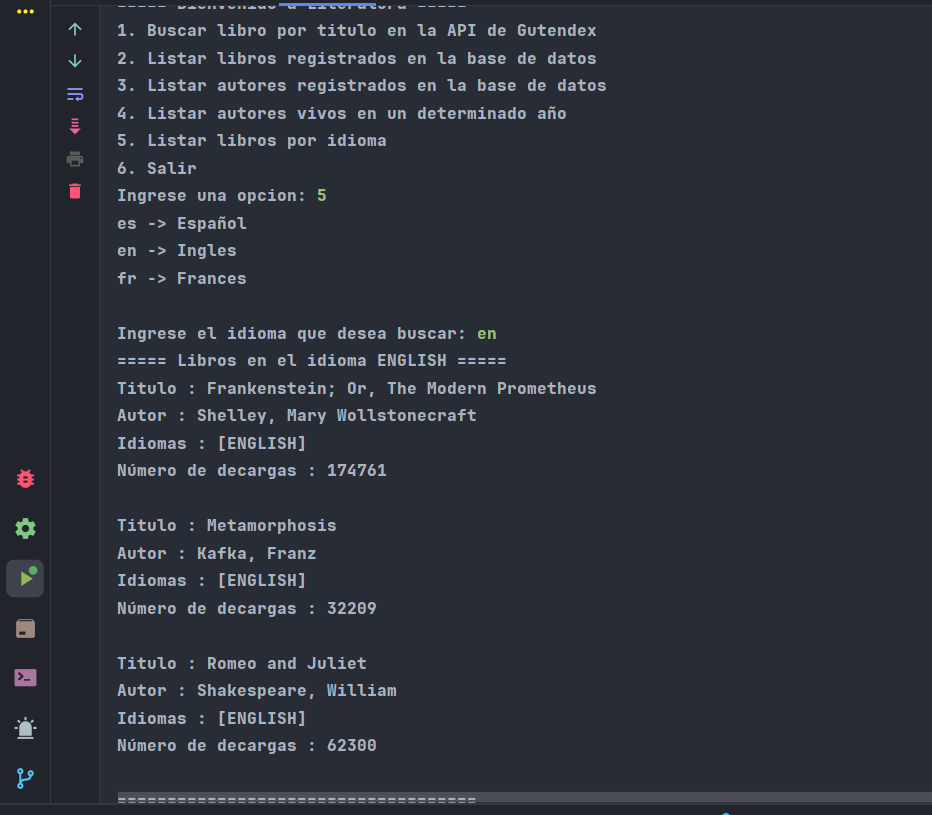 ===== Bienvenido a Literatura =====
1. Buscar libro por titulo en la API de Gutendex
2. Listar libros registrados en la base de datos
3. Listar autores registrados en la base de datos
4. Listar autores vivos en un determinado año
5. Listar libros por idioma
6. Salir
Ingrese una opcion: 5
es -> Español
en -> Ingles
fr -> Frances
Ingrese el idioma que desea buscar: en
===== Libros en el idioma ENGLISH =====
Titulo : Frankenstein; Or, The Modern Prometheus
Autor : Shelley, Mary Wollstonecraft
Idiomas : [ENGLISH]
Número de decargas : 174761
Titulo : Metamorphosis
Autor : Kafka, Franz
Idiomas : [ENGLISH]
Número de decargas : 32209
Titulo : Romeo and Juliet
Autor : Shakespeare, William
Idiomas : [ENGLISH]
Número de decargas : 62300
====================================